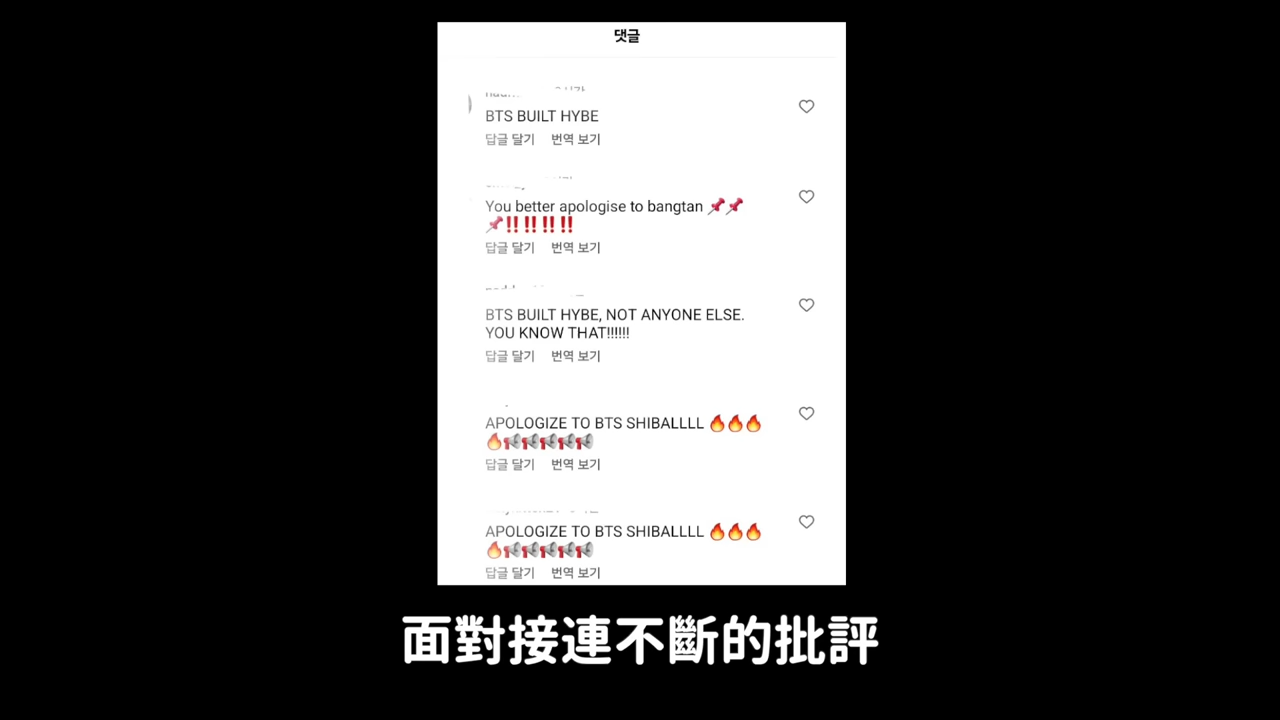 댓글
BTS BUILT HYBE
답글 달기 번역 보기
You better apologise to bangtan 📌📌
📌‼️‼️‼️‼️
답글 달기 번역 보기
BTS BUILT HYBE, NOT ANYONE ELSE.
YOU KNOW THAT!!!!!!
답글 달기 번역 보기
APOLOGIZE TO BTS SHIBALLLL 🔥🔥🔥
🔥📢📢📢📢📢
답글 달기 번역 보기
APOLOGIZE TO BTS SHIBALLLL 🔥🔥🔥
🔥📢📢📢📢📢
답글 달기 번역 보기
面對接連不斷的批評